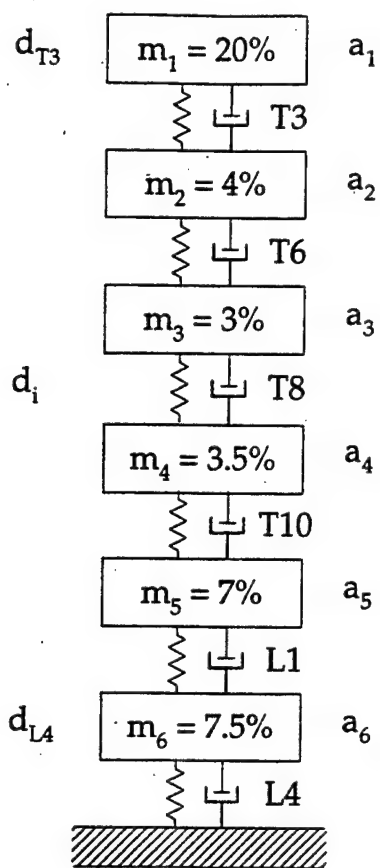 d_T3 m_1 = 20% a_1
T3
m_2 = 4% a_2
T6
m_3 = 3% a_3
d_i T8
m_4 = 3.5% a_4
T10
m_5 = 7% a_5
L1
d_L4 m_6 = 7.5% a_6
L4